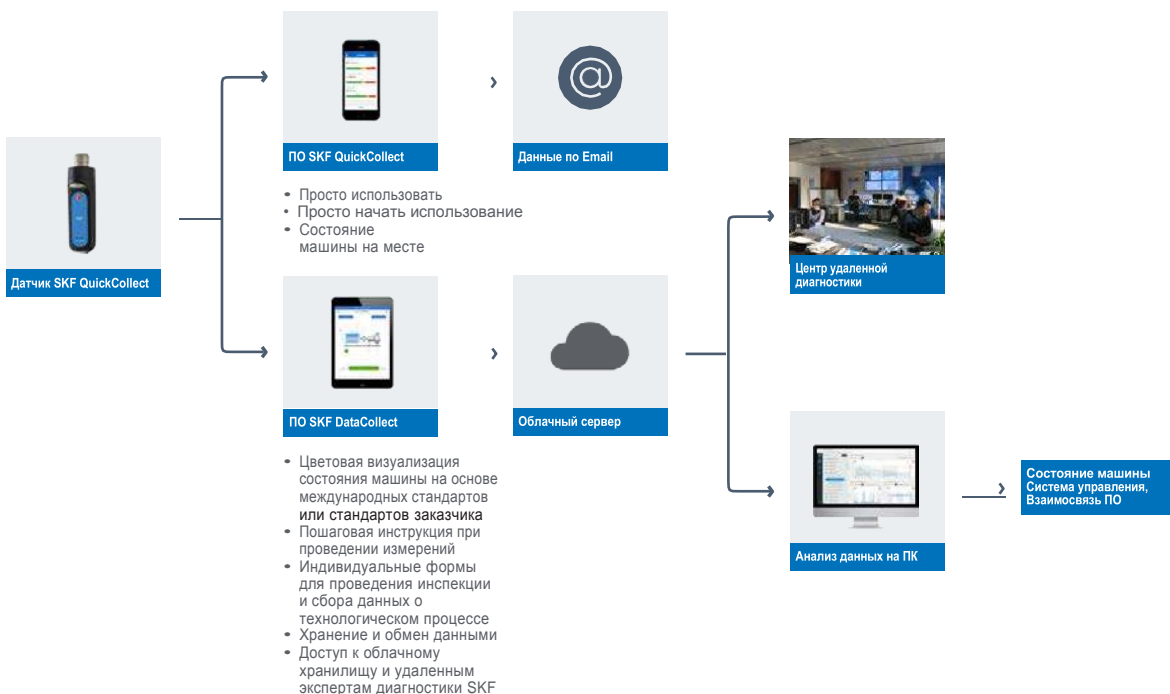 Датчик SKF QuickCollect
ПО SKF QuickCollect
• Просто использовать
• Просто начать использование
• Состояние
машины на месте
@
Данные по Email
ПО SKF DataCollect
• Цветовая визуализация
состояния машины на основе
международных стандартов
или стандартов заказчика
• Пошаговая инструкция при
проведении измерений
• Индивидуальные формы
для проведения инспекции
и сбора данных о
технологическом процессе
• Хранение и обмен данными
• Доступ к облачному
хранилищу и удаленным
экспертам диагностики SKF
Облачный сервер
Центр удаленной
диагностики
Анализ данных на ПК
Состояние машины
Система управления,
Взаимосвязь ПО